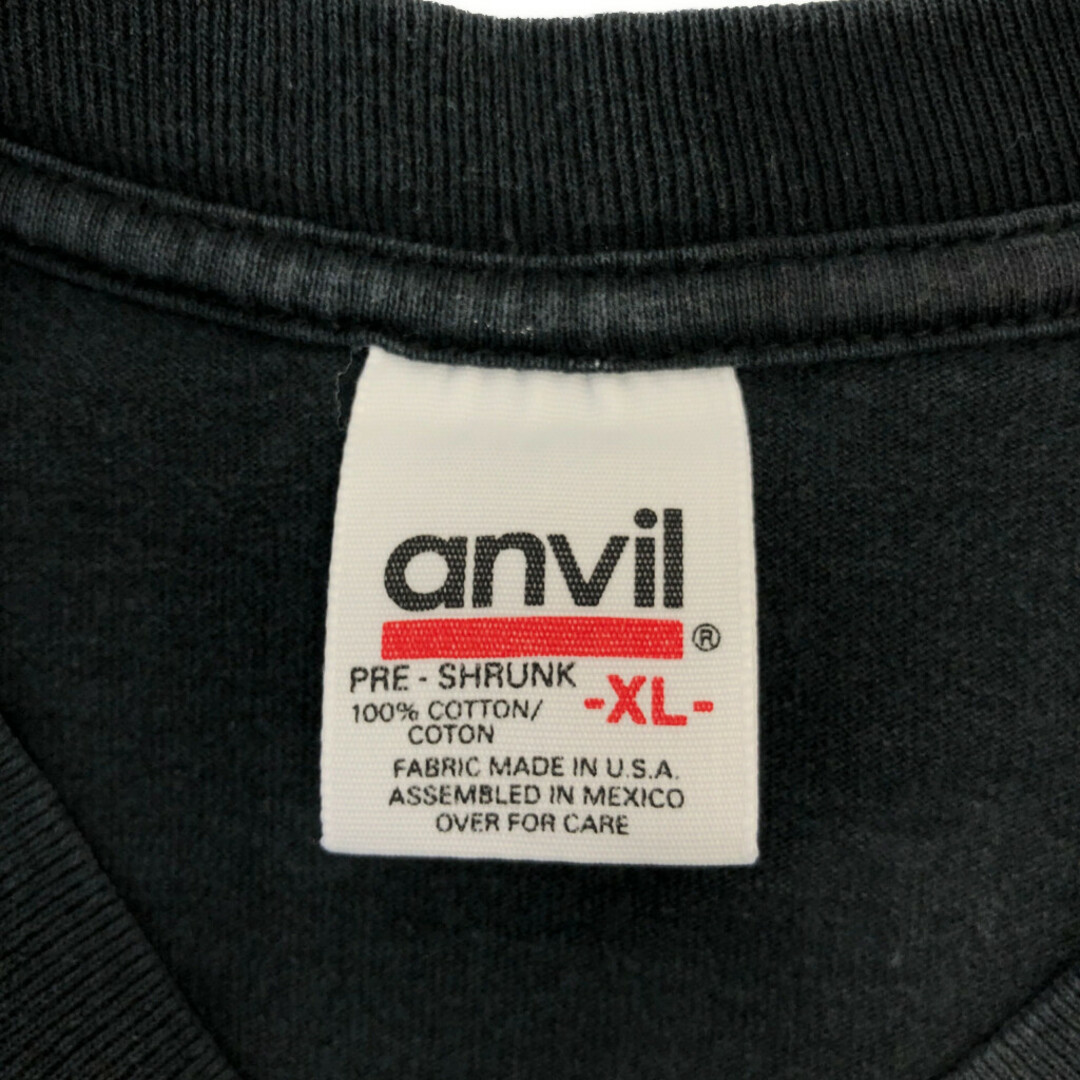 anvil®
PRE - SHRUNK -XL-
100% COTTON/
COTON
FABRIC MADE IN U.S.A.
ASSEMBLED IN MEXICO
OVER FOR CARE